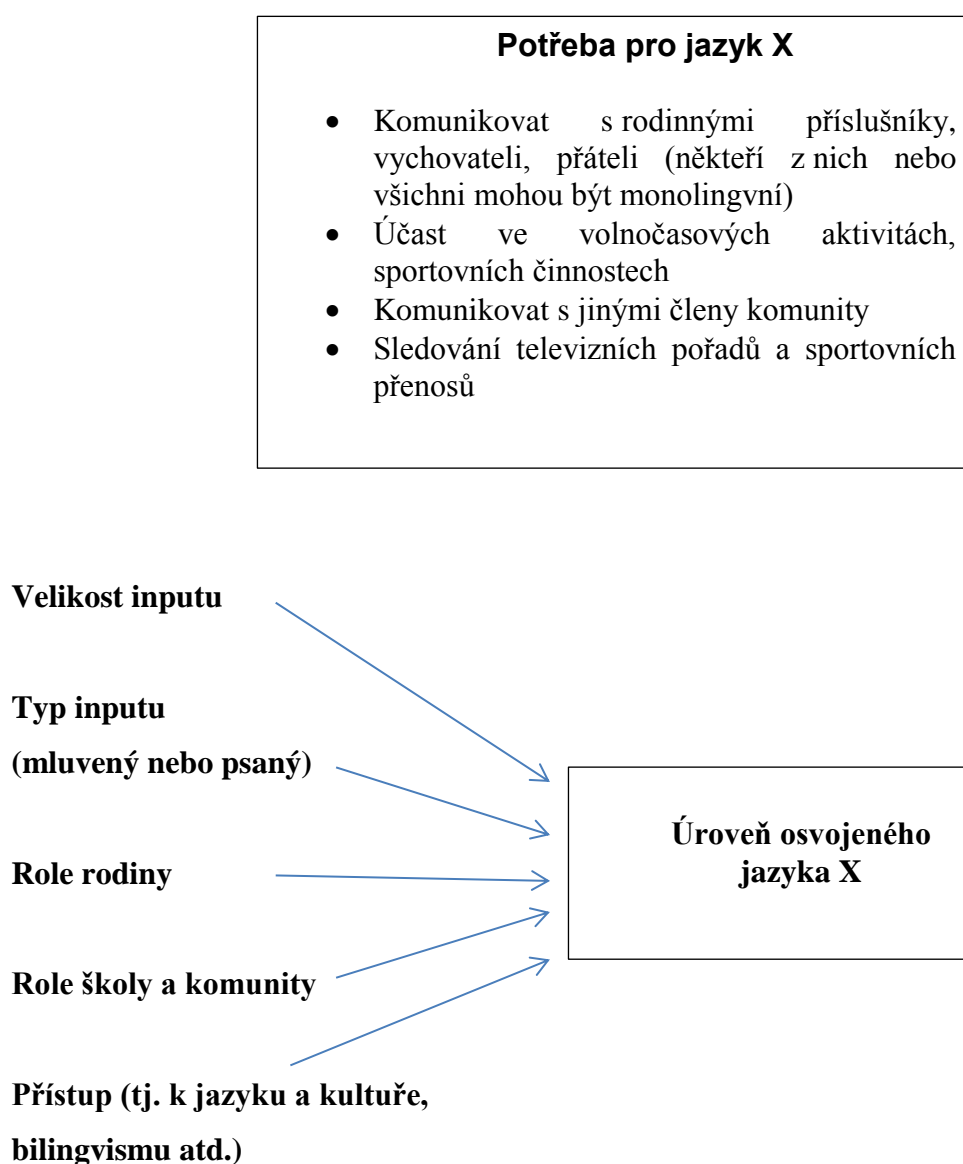 Potřeba pro jazyk X
• Komunikovat s rodinnými příslušníky,
vychovateli, přáteli (někteří z nich nebo
všichni mohou být monolingvní)
• Účast ve volnočasových aktivitách,
sportovních činnostech
• Komunikovat s jinými členy komunity
• Sledování televizních pořadů a sportovních
přenosů
Velikost inputu
Typ inputu
(mluvený nebo psaný)
Role rodiny
Role školy a komunity
Přístup (tj. k jazyku a kultuře,
bilingvismu atd.)
Úroveň osvojeného
jazyka X